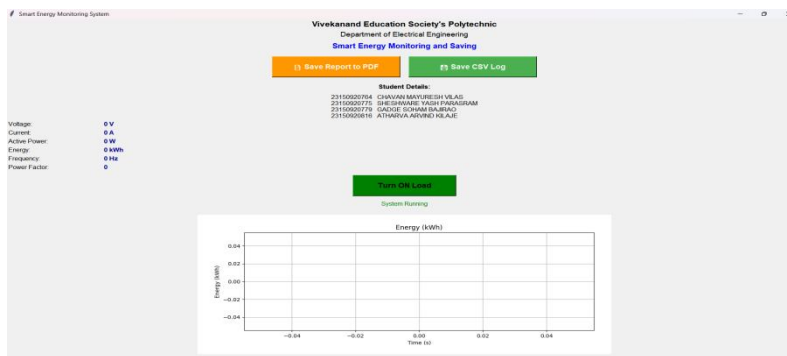 Smart Energy Monitoring System
Vivekanand Education Society's Polytechnic
Department of Electrical Engineering
Smart Energy Monitoring and Saving
Save Report to PDF
Save CSV Log
Student Details:
23150920764 CHAVAN MAYURESH VILAS
23150920775 SHESHWARE YASH PARASRAM
23150920779 GADGE SOHAM BAJIRAO
23150920816 ATHARVA ARVIND KILAJE
Voltage: 0 V
Current: 0 A
Active Power: 0 W
Energy: 0 kWh
Frequency: 0 Hz
Power Factor: 0
Turn ON Load
System Running
Energy (kWh)
0.04
0.02
0.00
−0.02
−0.04
Energy (kWh)
−0.04 −0.02 0.00 0.02 0.04
Time (s)